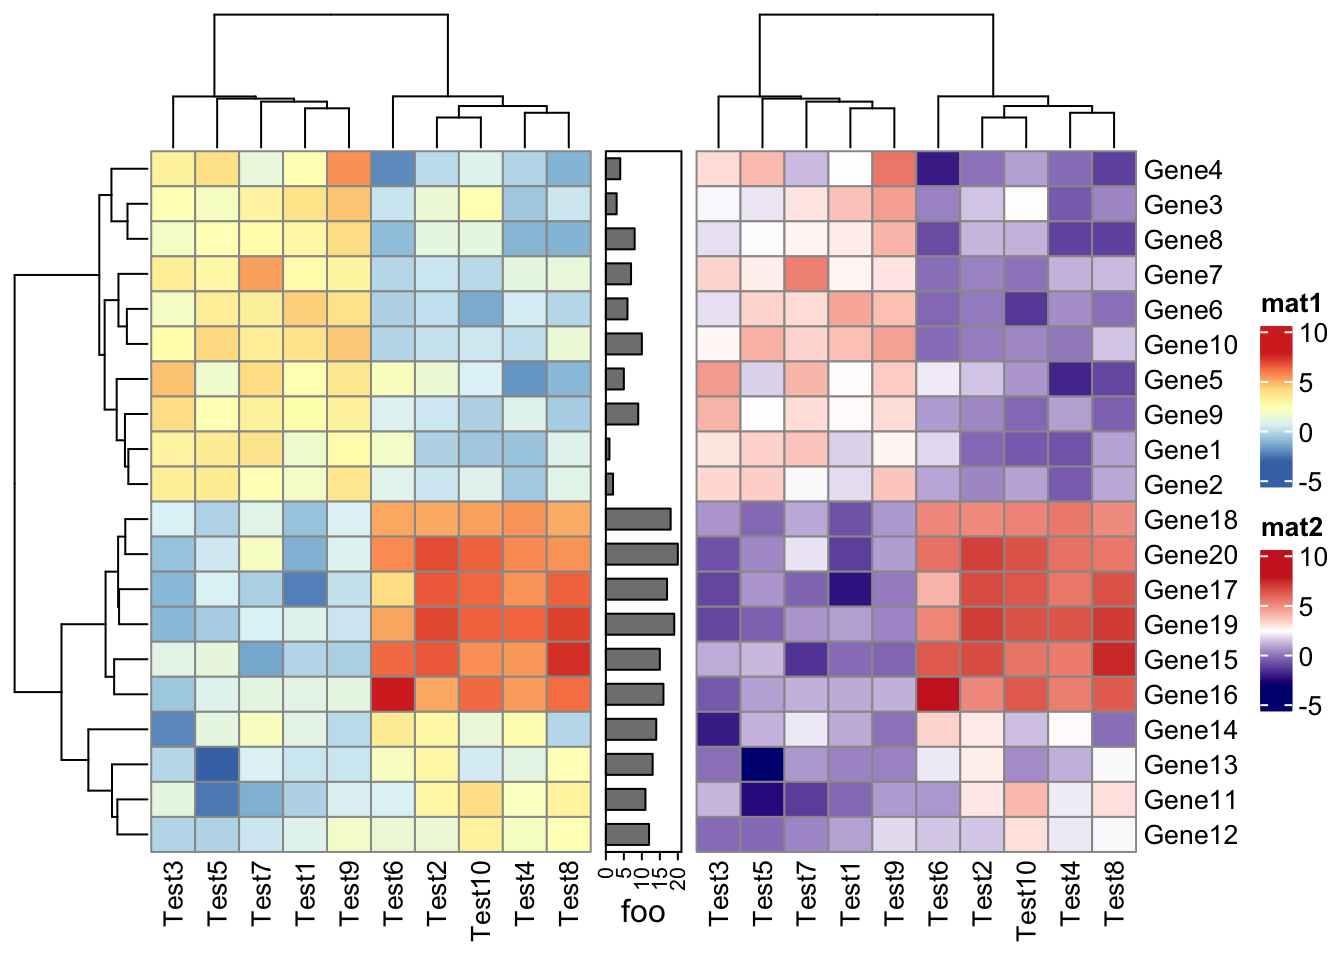 Gene4
Gene3
Gene8
Gene7
Gene6
Gene10
Gene5
Gene9
Gene1
Gene2
Gene18
Gene20
Gene17
Gene19
Gene15
Gene16
Gene14
Gene13
Gene11
Gene12
mat1
10
5
0
-5
mat2
10
5
0
-5
Test3 Test5 Test7 Test1 Test9 Test6 Test2 Test10 Test4 Test8
0 5 10 15 20
foo
Test3 Test5 Test7 Test1 Test9 Test6 Test2 Test10 Test4 Test8